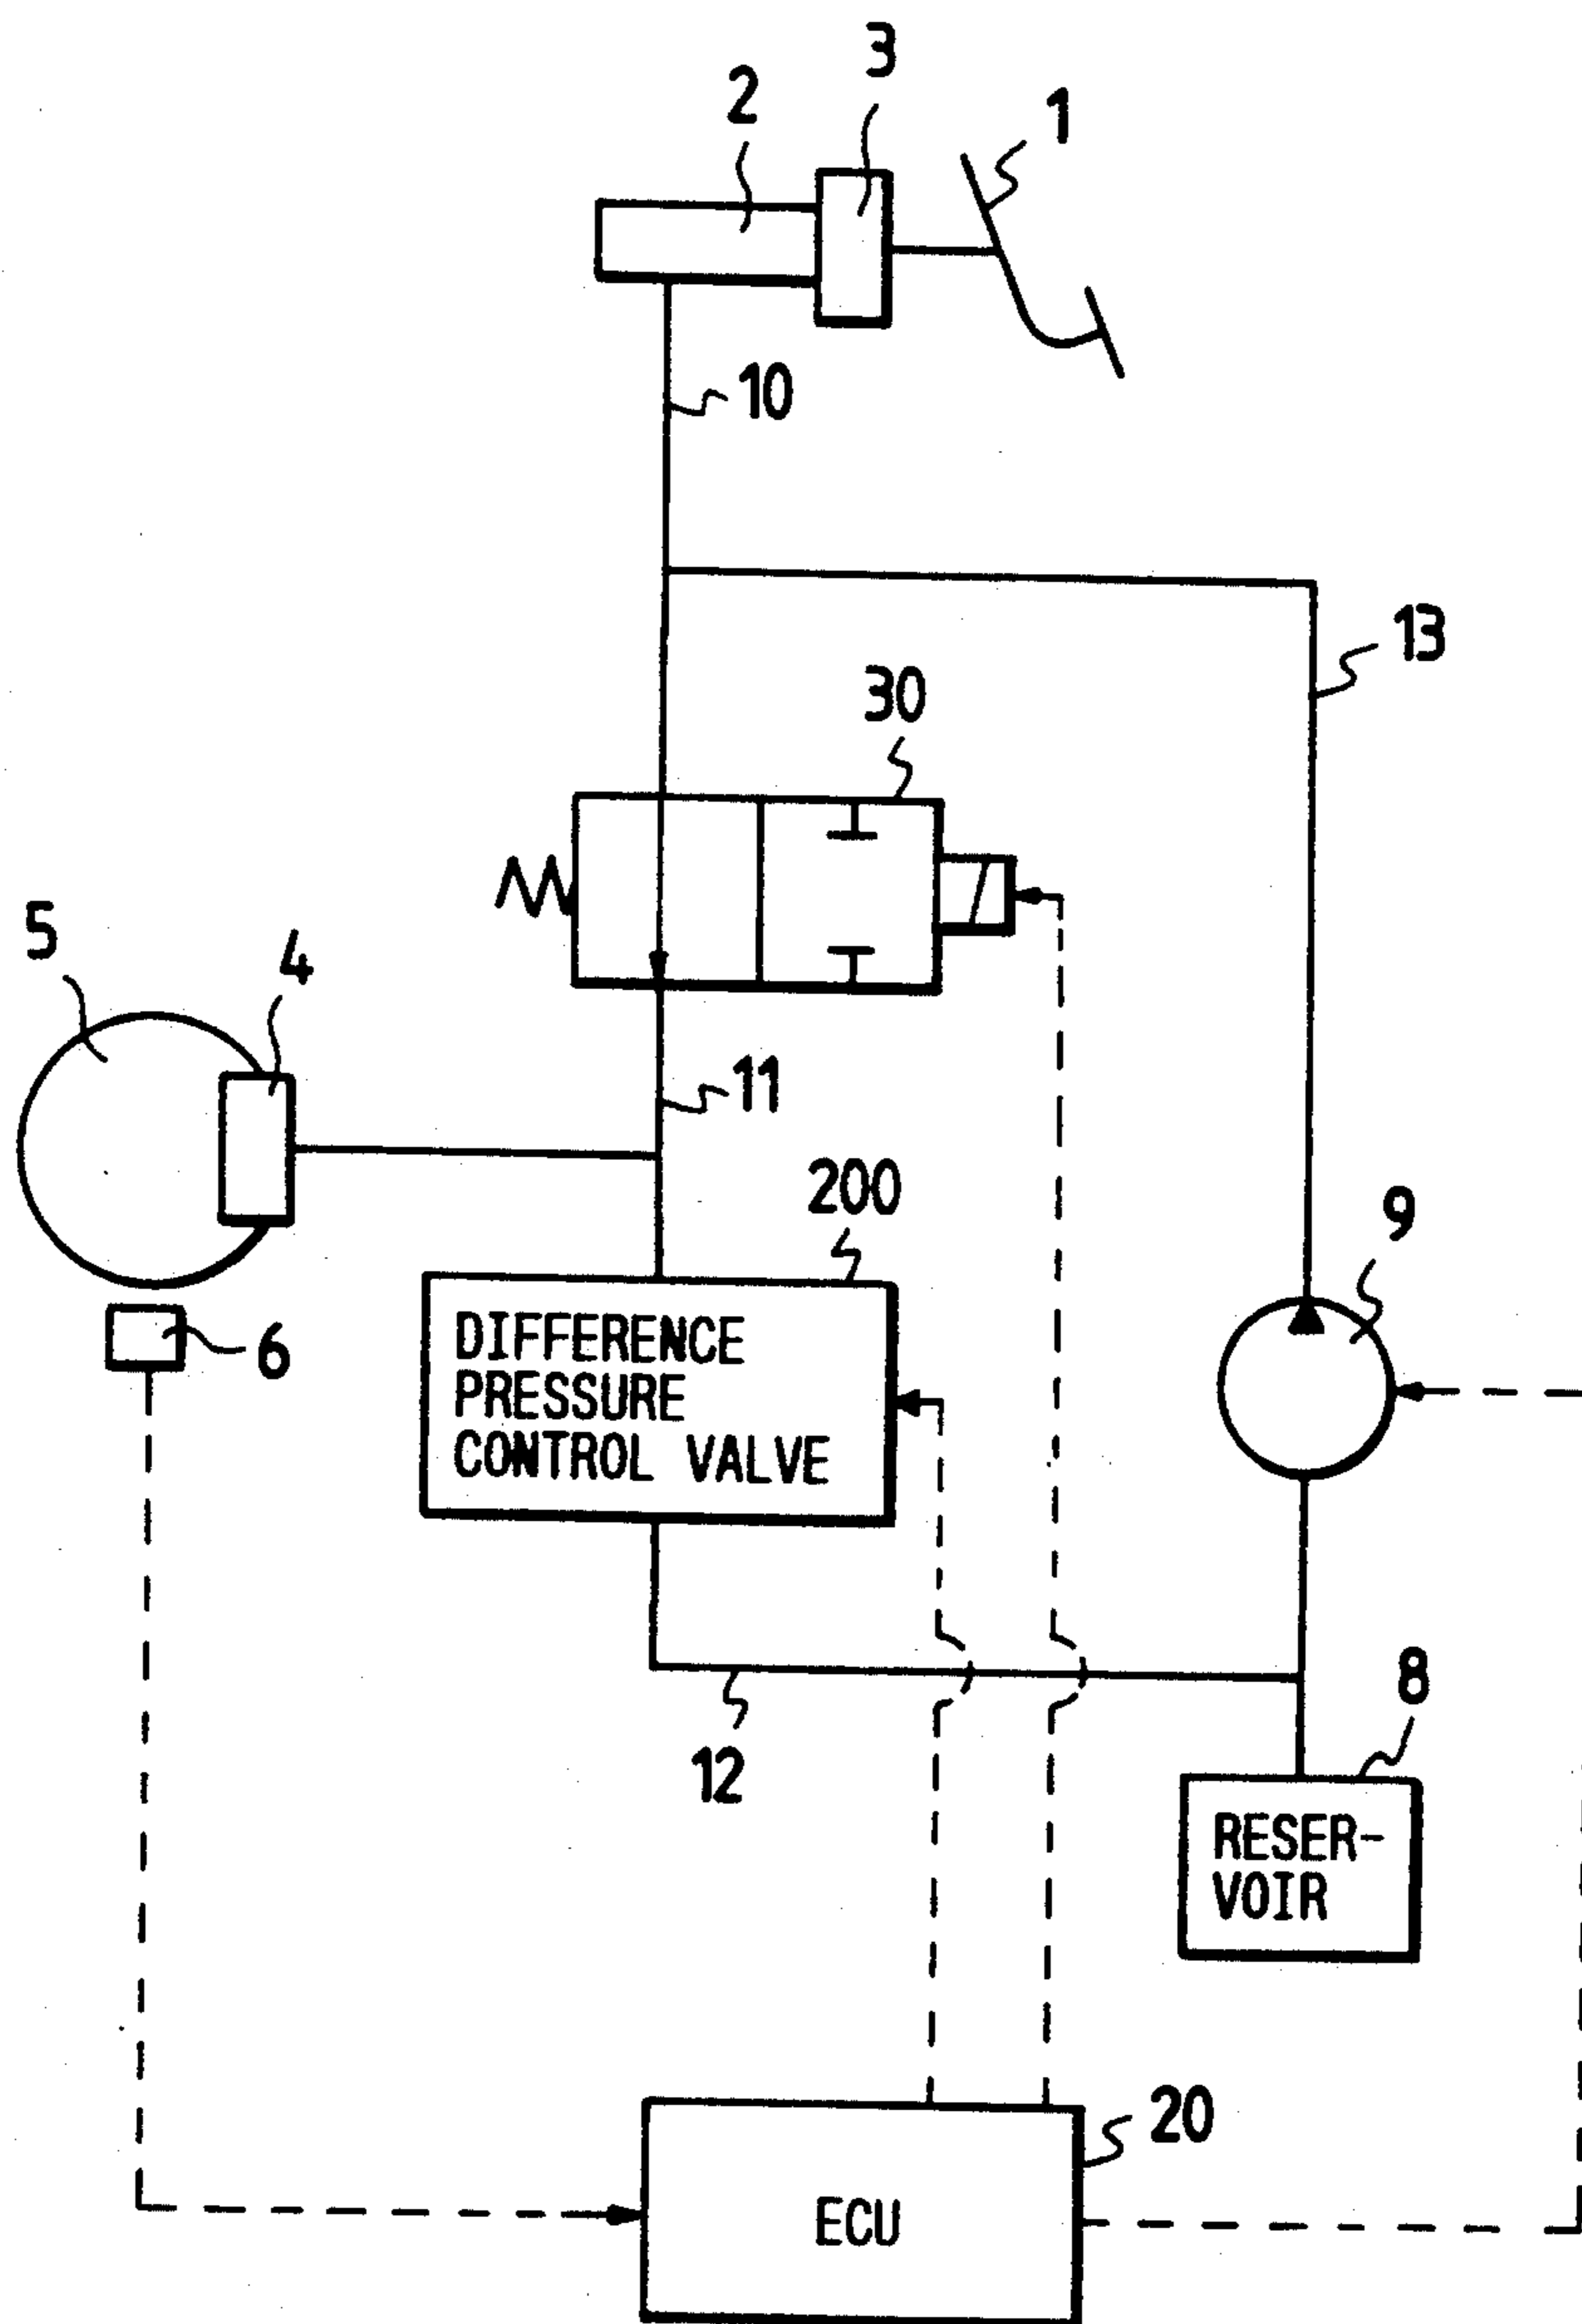 3
2
1
10
13
30
5
4
11
200
9
DIFFERENCE
PRESSURE
CONTROL VALVE
6
8
12
RESER-
VOIR
20
ECU